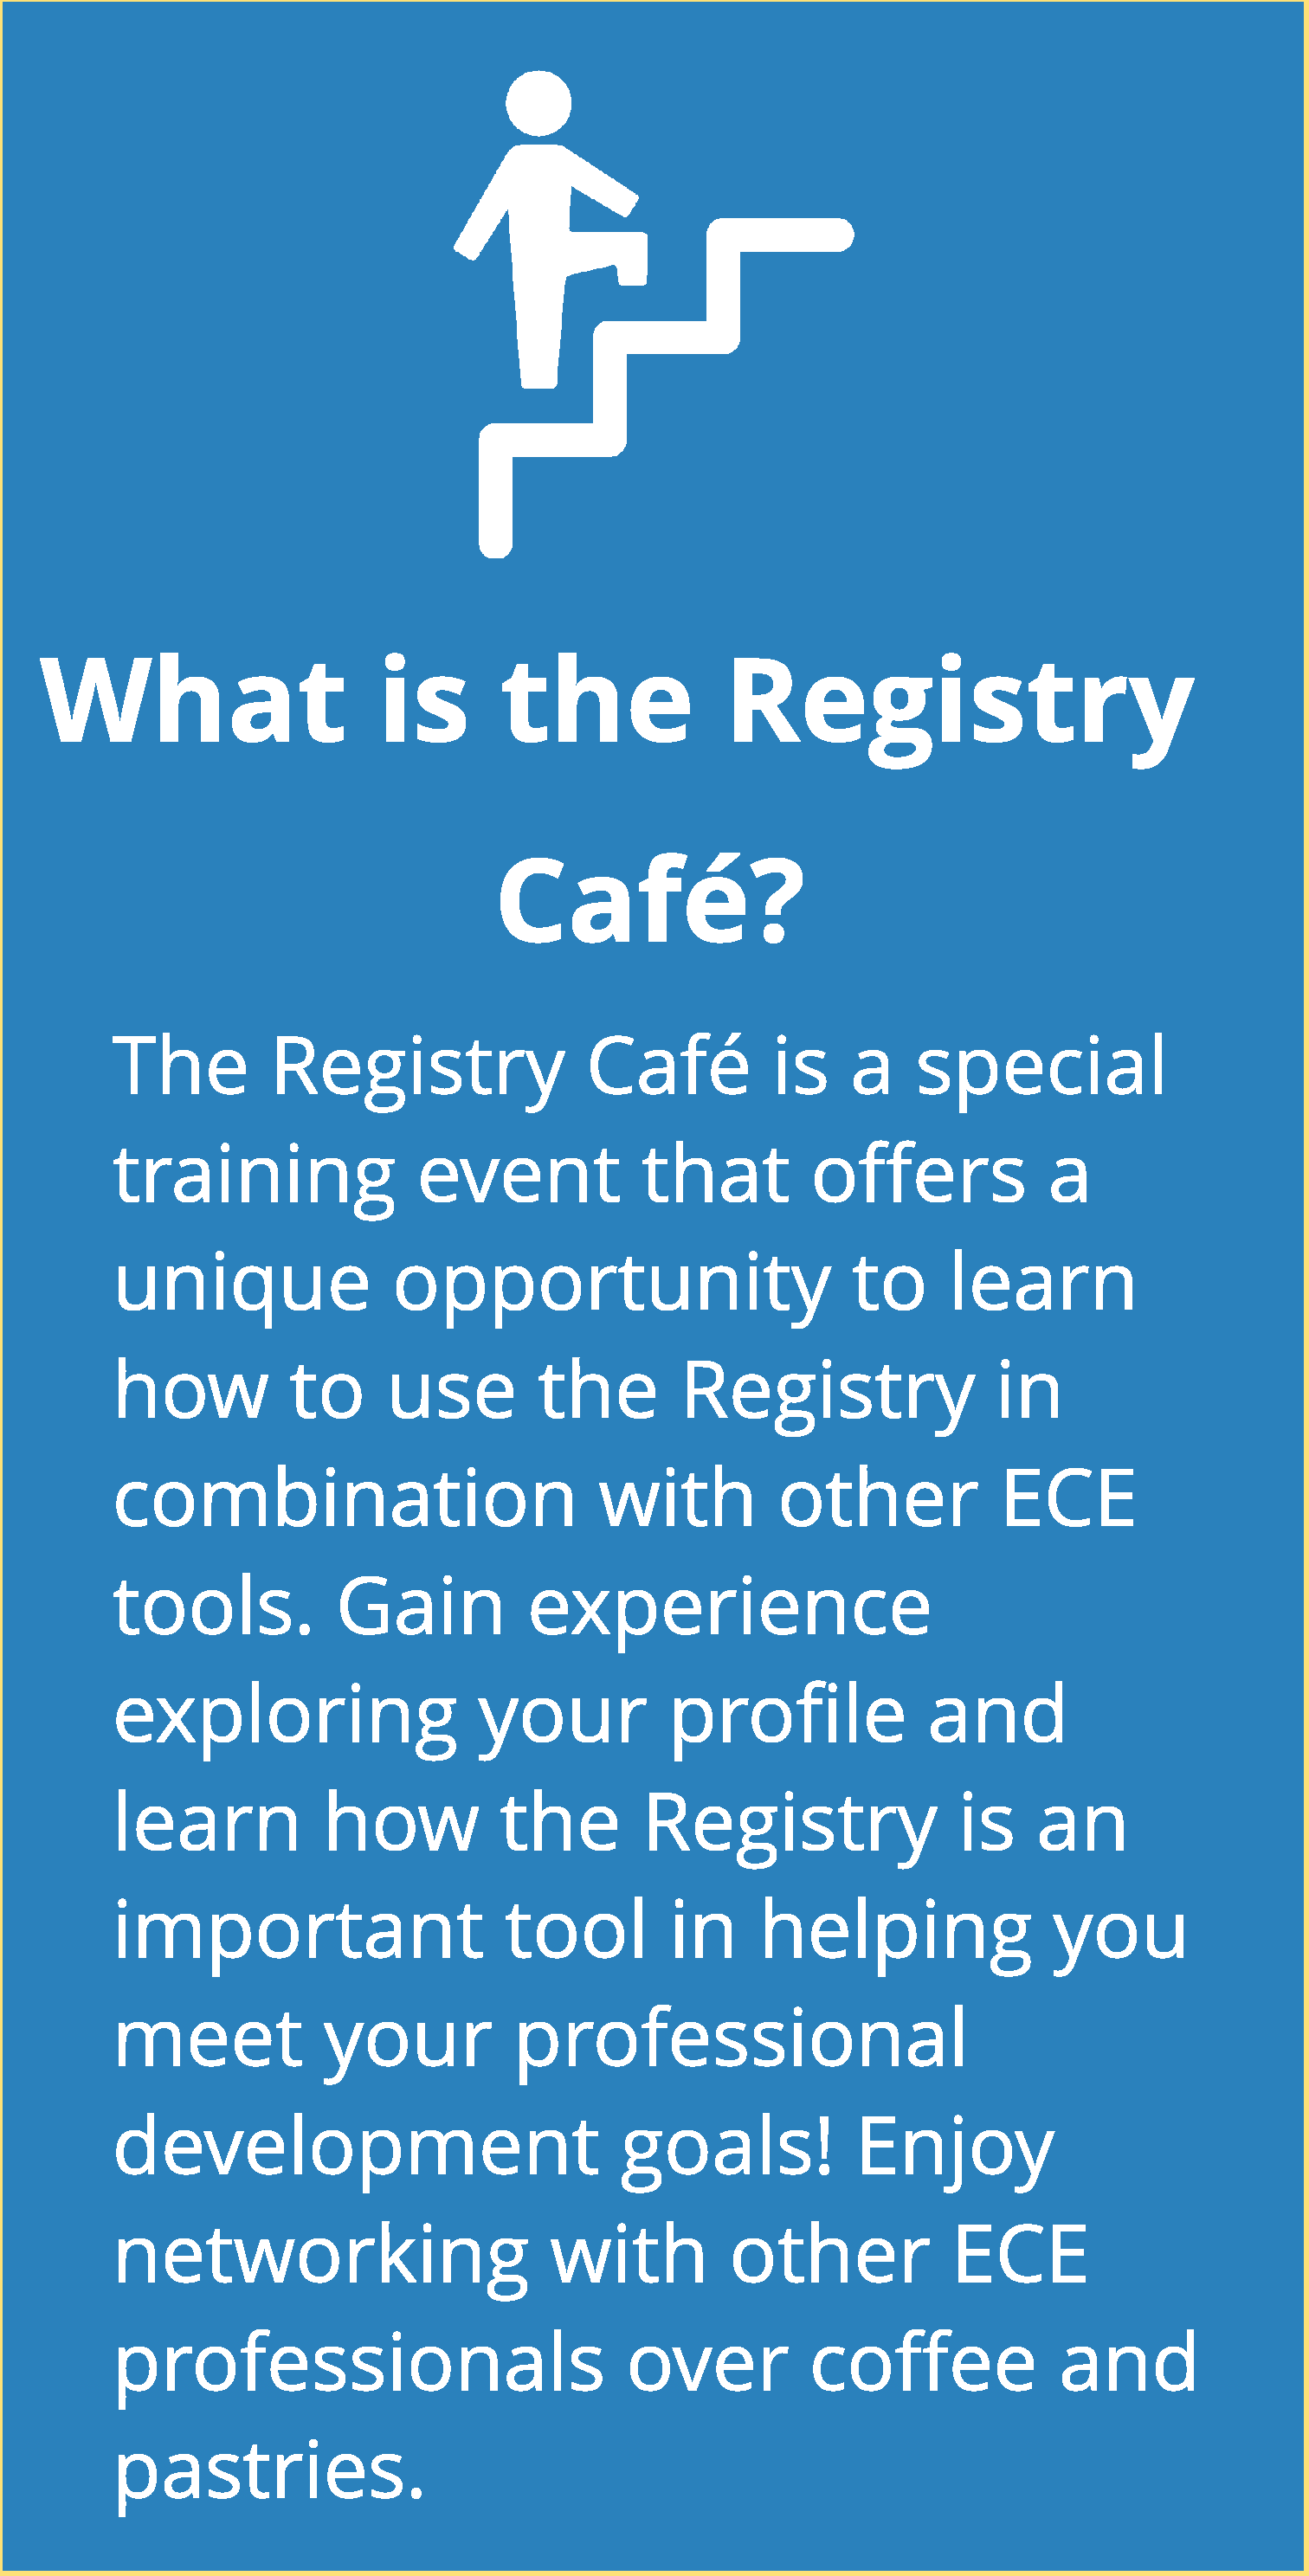 What is the Registry
Café?
The Registry Café is a special
training event that offers a
unique opportunity to learn
how to use the Registry in
combination with other ECE
tools. Gain experience
exploring your profile and
learn how the Registry is an
important tool in helping you
meet your professional
development goals! Enjoy
networking with other ECE
professionals over coffee and
pastries.